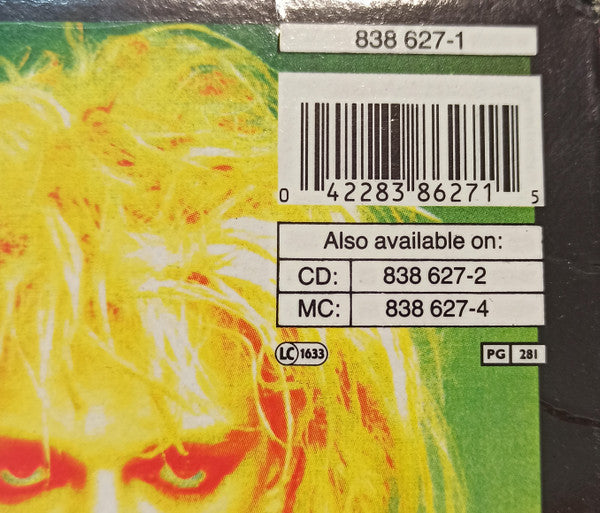 838 627-1
0 42283 86271 5
Also available on:
CD: 838 627-2
MC: 838 627-4
LC 1633 PG 281